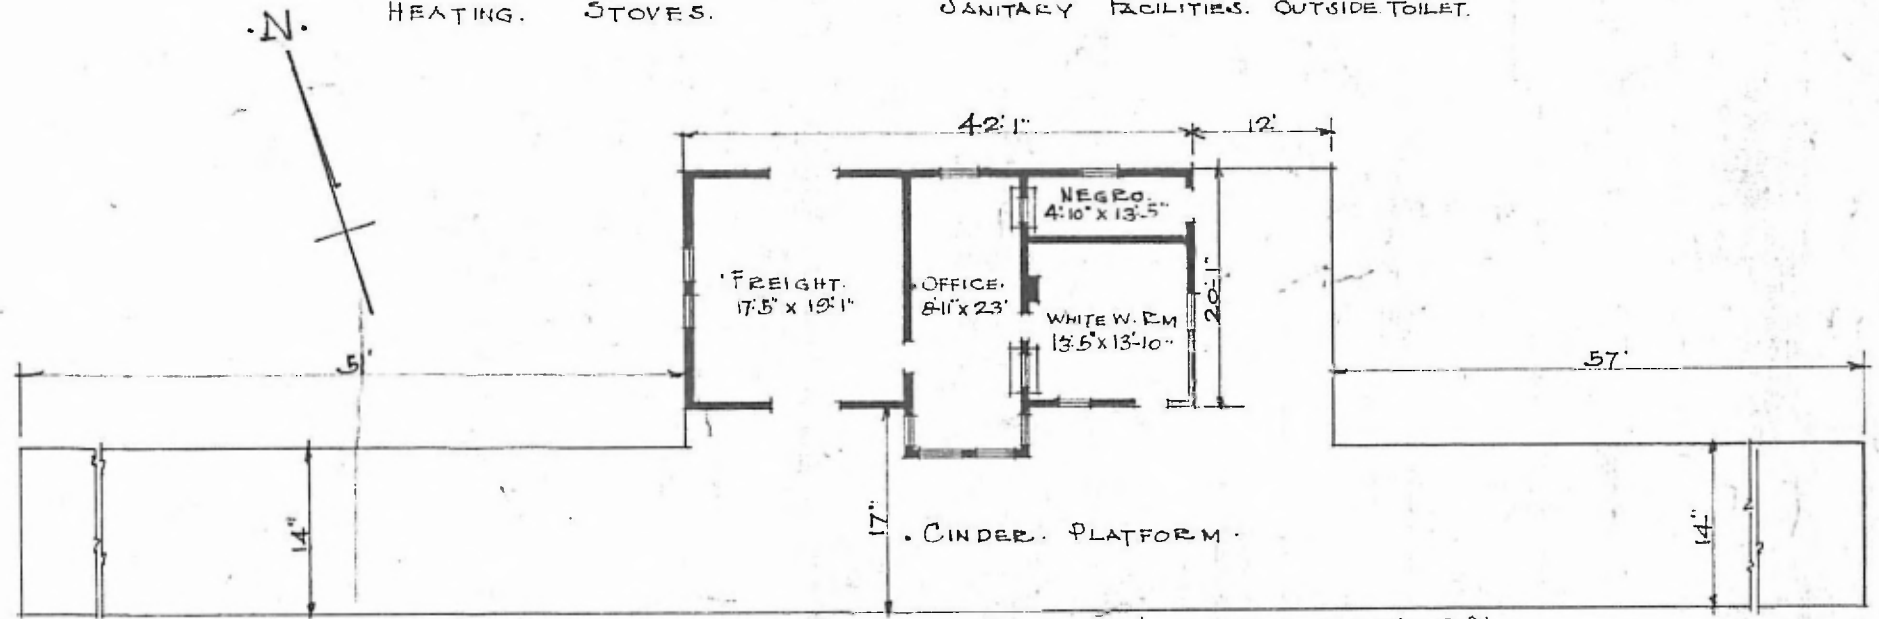 HEATING. STOVES. SANITARY FACILITIES. OUTSIDE TOILET.
.N.
42'1" 12'
NEGRO.
4'10" x 13'-5"
FREIGHT.
17'5" x 19'1"
OFFICE.
8'11" x 23'
WHITE W. RM
13'5" x 13'-10"
20'-1"
51'
57'
14"
17"
. CINDER. PLATFORM .
14"